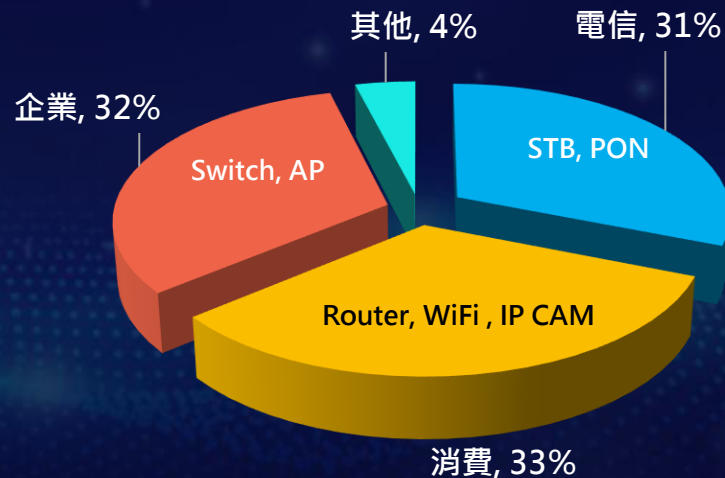 其他, 4%
電信, 31%
企業, 32%
STB, PON
Switch, AP
Router, WiFi , IP CAM
消費, 33%